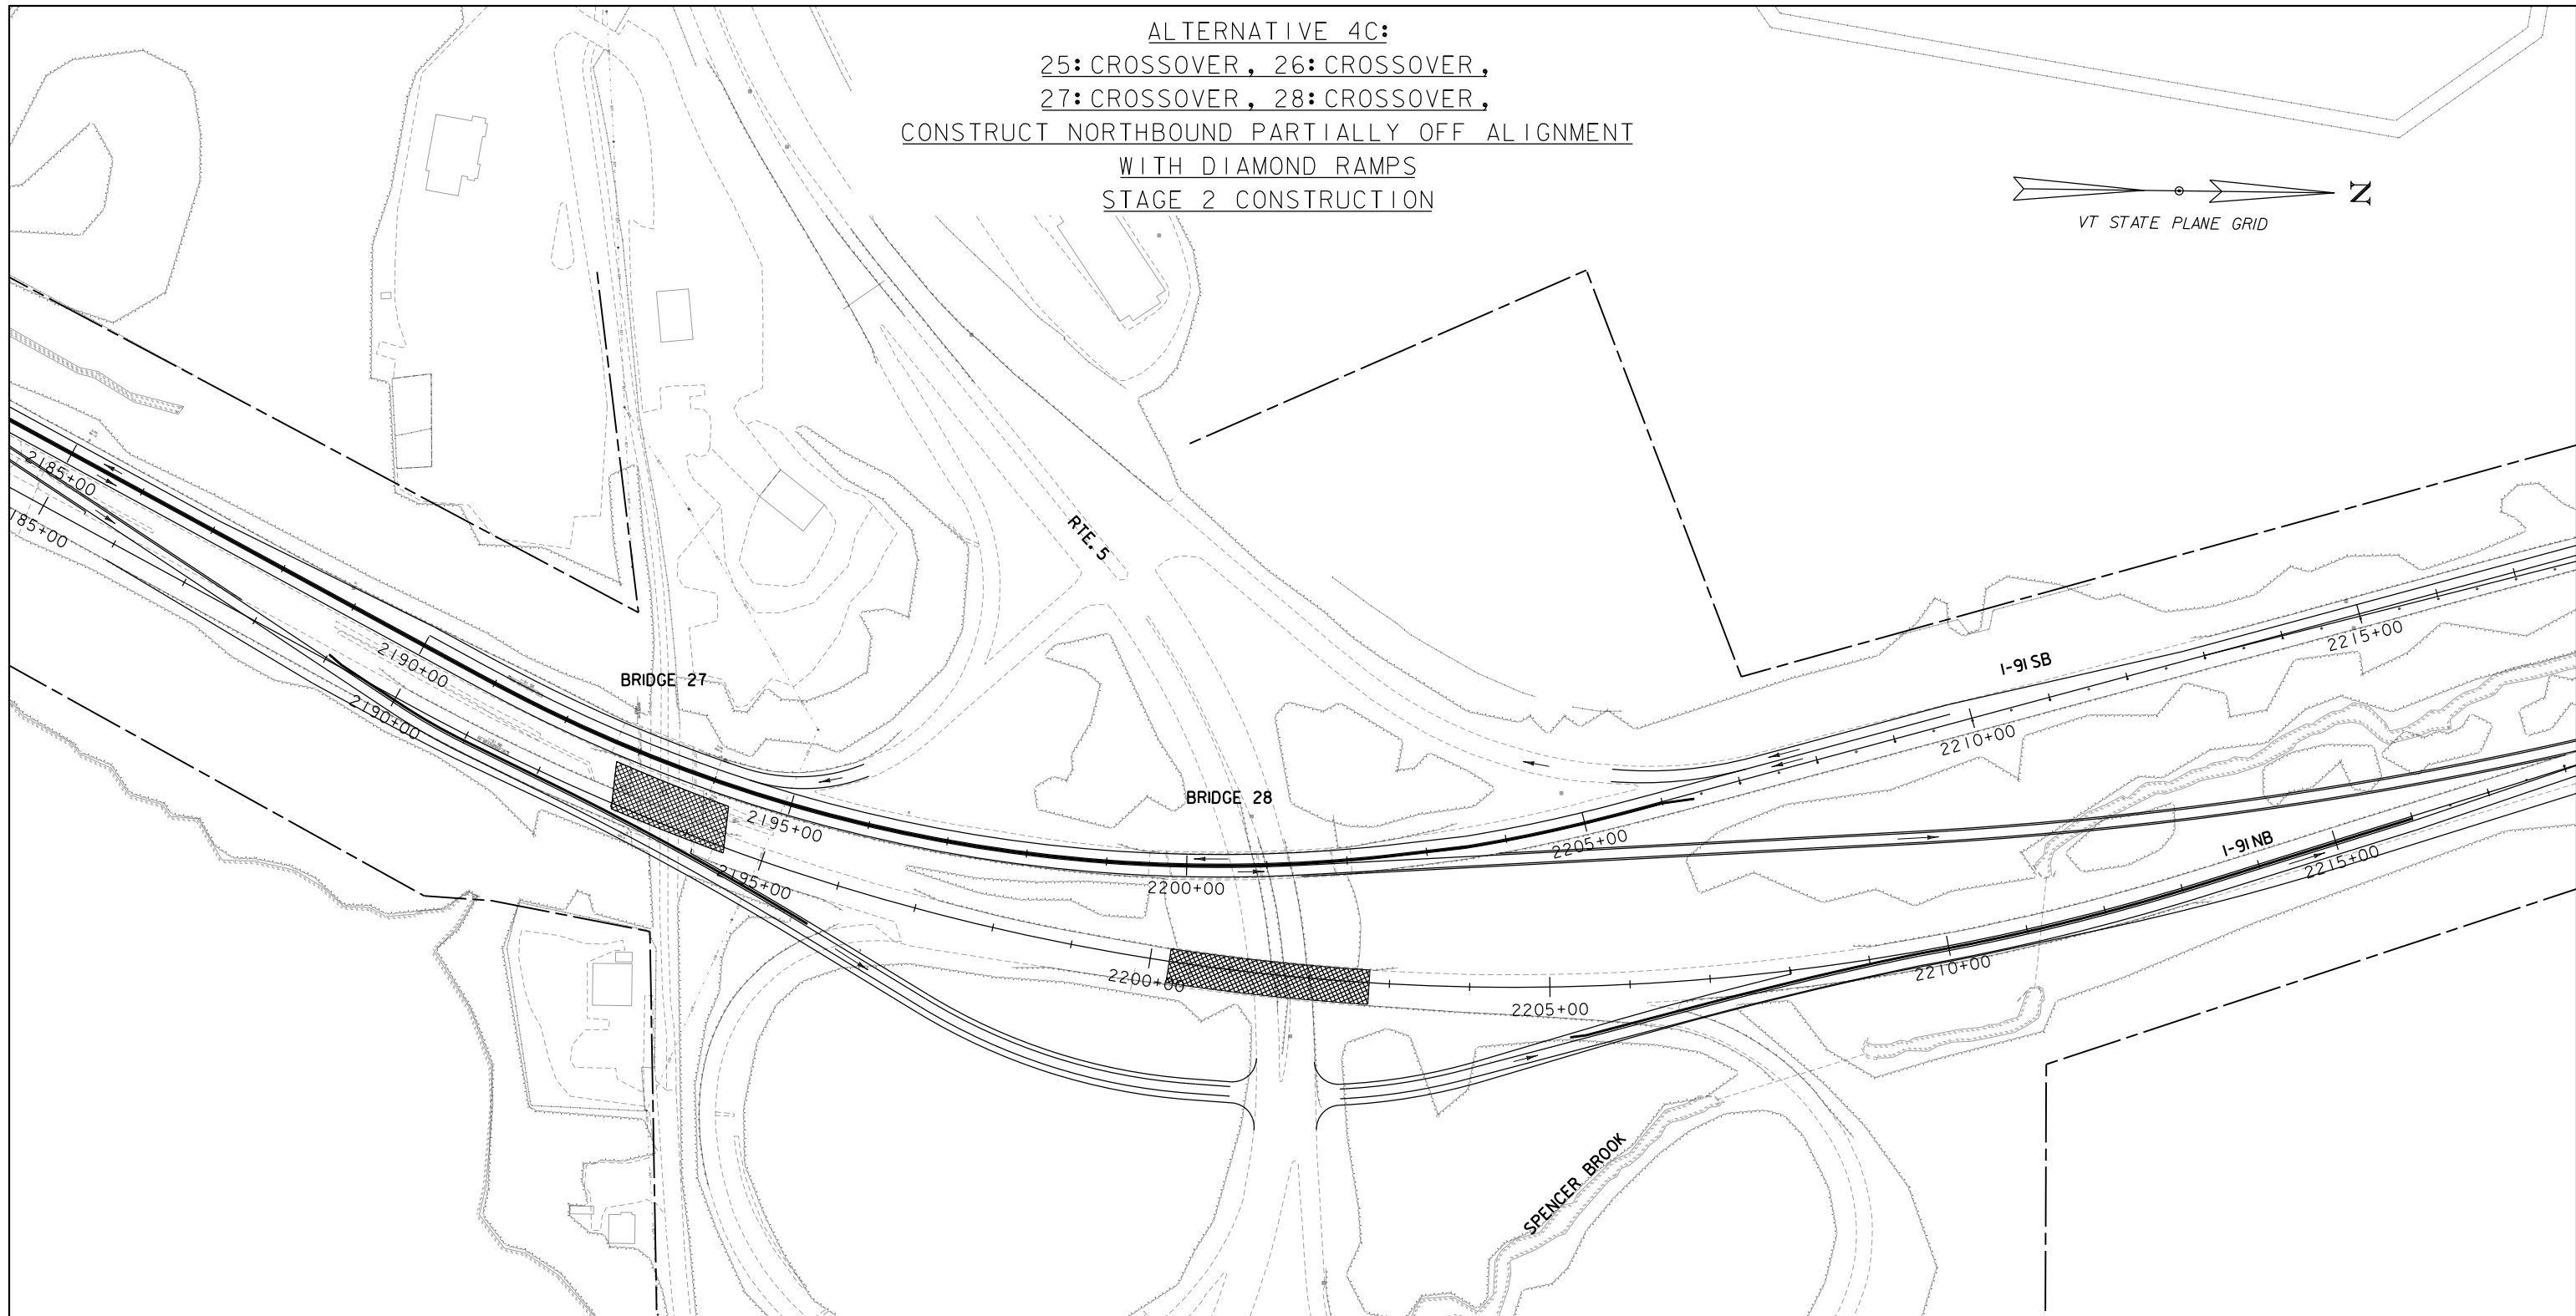 ALTERNATIVE 4C:
25: CROSSOVER, 26: CROSSOVER,
27: CROSSOVER, 28: CROSSOVER,
CONSTRUCT NORTHBOUND PARTIALLY OFF ALIGNMENT
WITH DIAMOND RAMPS
STAGE 2 CONSTRUCTION
N
VT STATE PLANE GRID
2185+00
185+00
RTE. 5
2190+00
2190+00
BRIDGE 27
I-91 SB
2215+00
2210+00
BRIDGE 28
2195+00
2195+00
2205+00
2200+00
I-91 NB
2215+00
2200+00
2210+00
2205+00
SPENCER BROOK